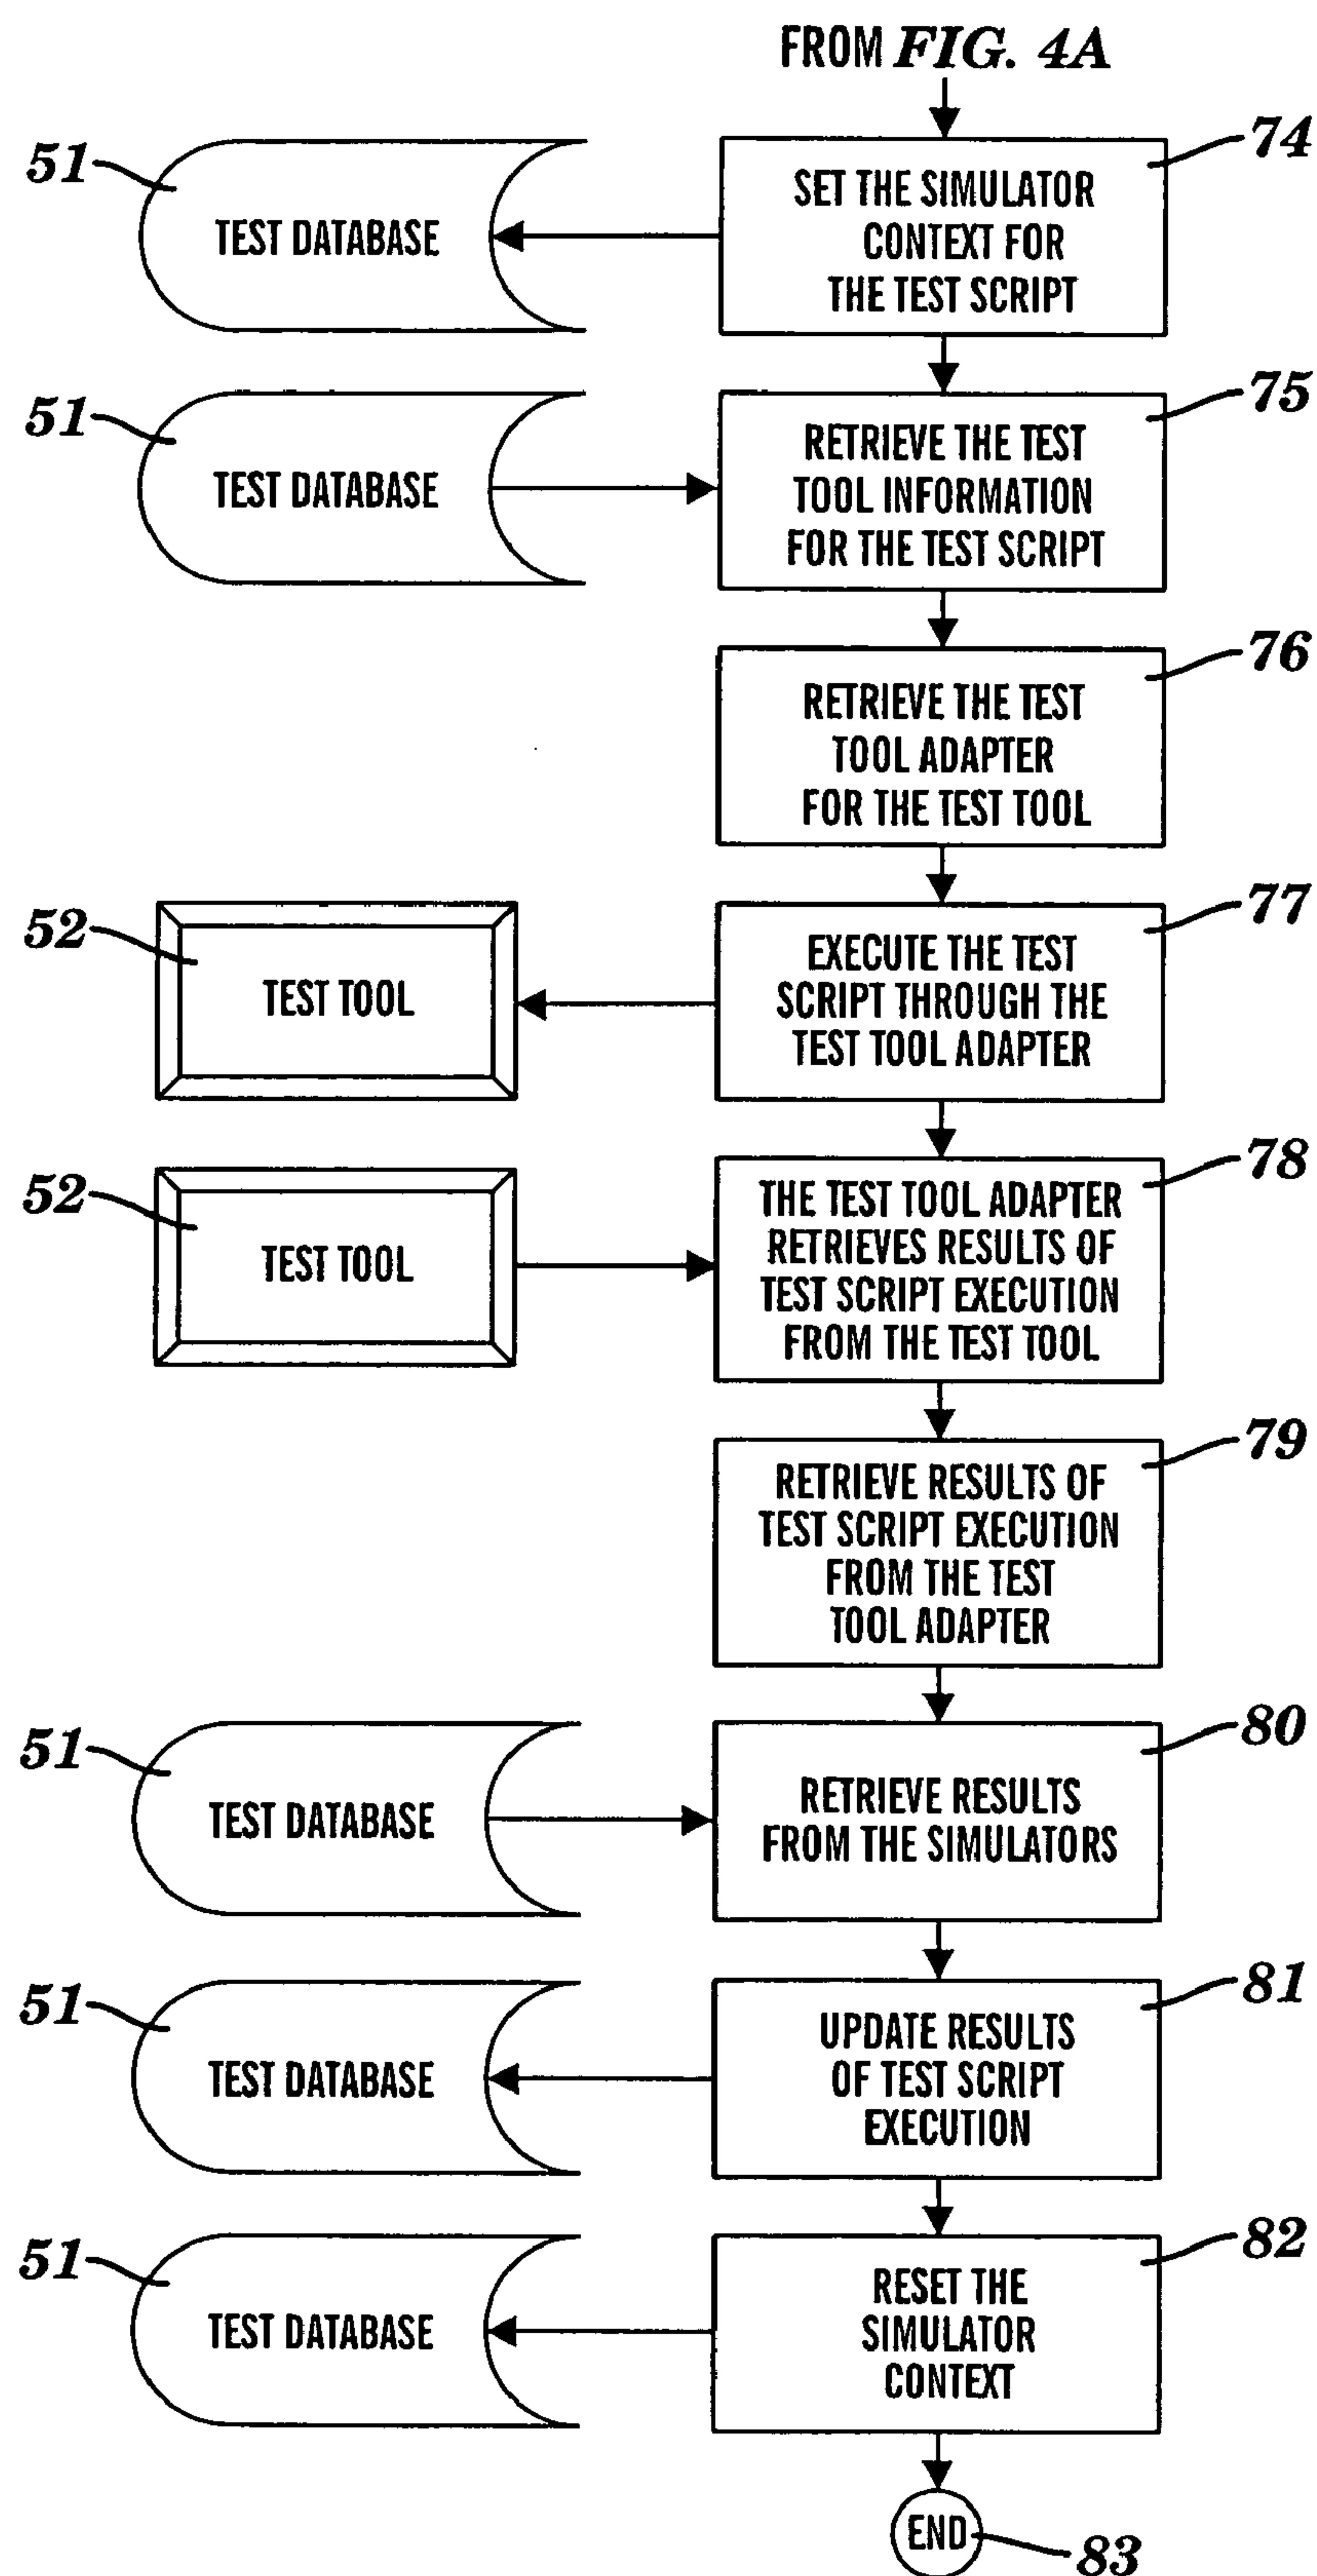 FROM FIG. 4A
51
TEST DATABASE
74
SET THE SIMULATOR
CONTEXT FOR
THE TEST SCRIPT
51
TEST DATABASE
75
RETRIEVE THE TEST
TOOL INFORMATION
FOR THE TEST SCRIPT
76
RETRIEVE THE TEST
TOOL ADAPTER
FOR THE TEST TOOL
52
TEST TOOL
77
EXECUTE THE TEST
SCRIPT THROUGH THE
TEST TOOL ADAPTER
52
TEST TOOL
78
THE TEST TOOL ADAPTER
RETRIEVES RESULTS OF
TEST SCRIPT EXECUTION
FROM THE TEST TOOL
79
RETRIEVE RESULTS OF
TEST SCRIPT EXECUTION
FROM THE TEST
TOOL ADAPTER
51
TEST DATABASE
80
RETRIEVE RESULTS
FROM THE SIMULATORS
51
TEST DATABASE
81
UPDATE RESULTS
OF TEST SCRIPT
EXECUTION
51
TEST DATABASE
82
RESET THE
SIMULATOR
CONTEXT
END
83